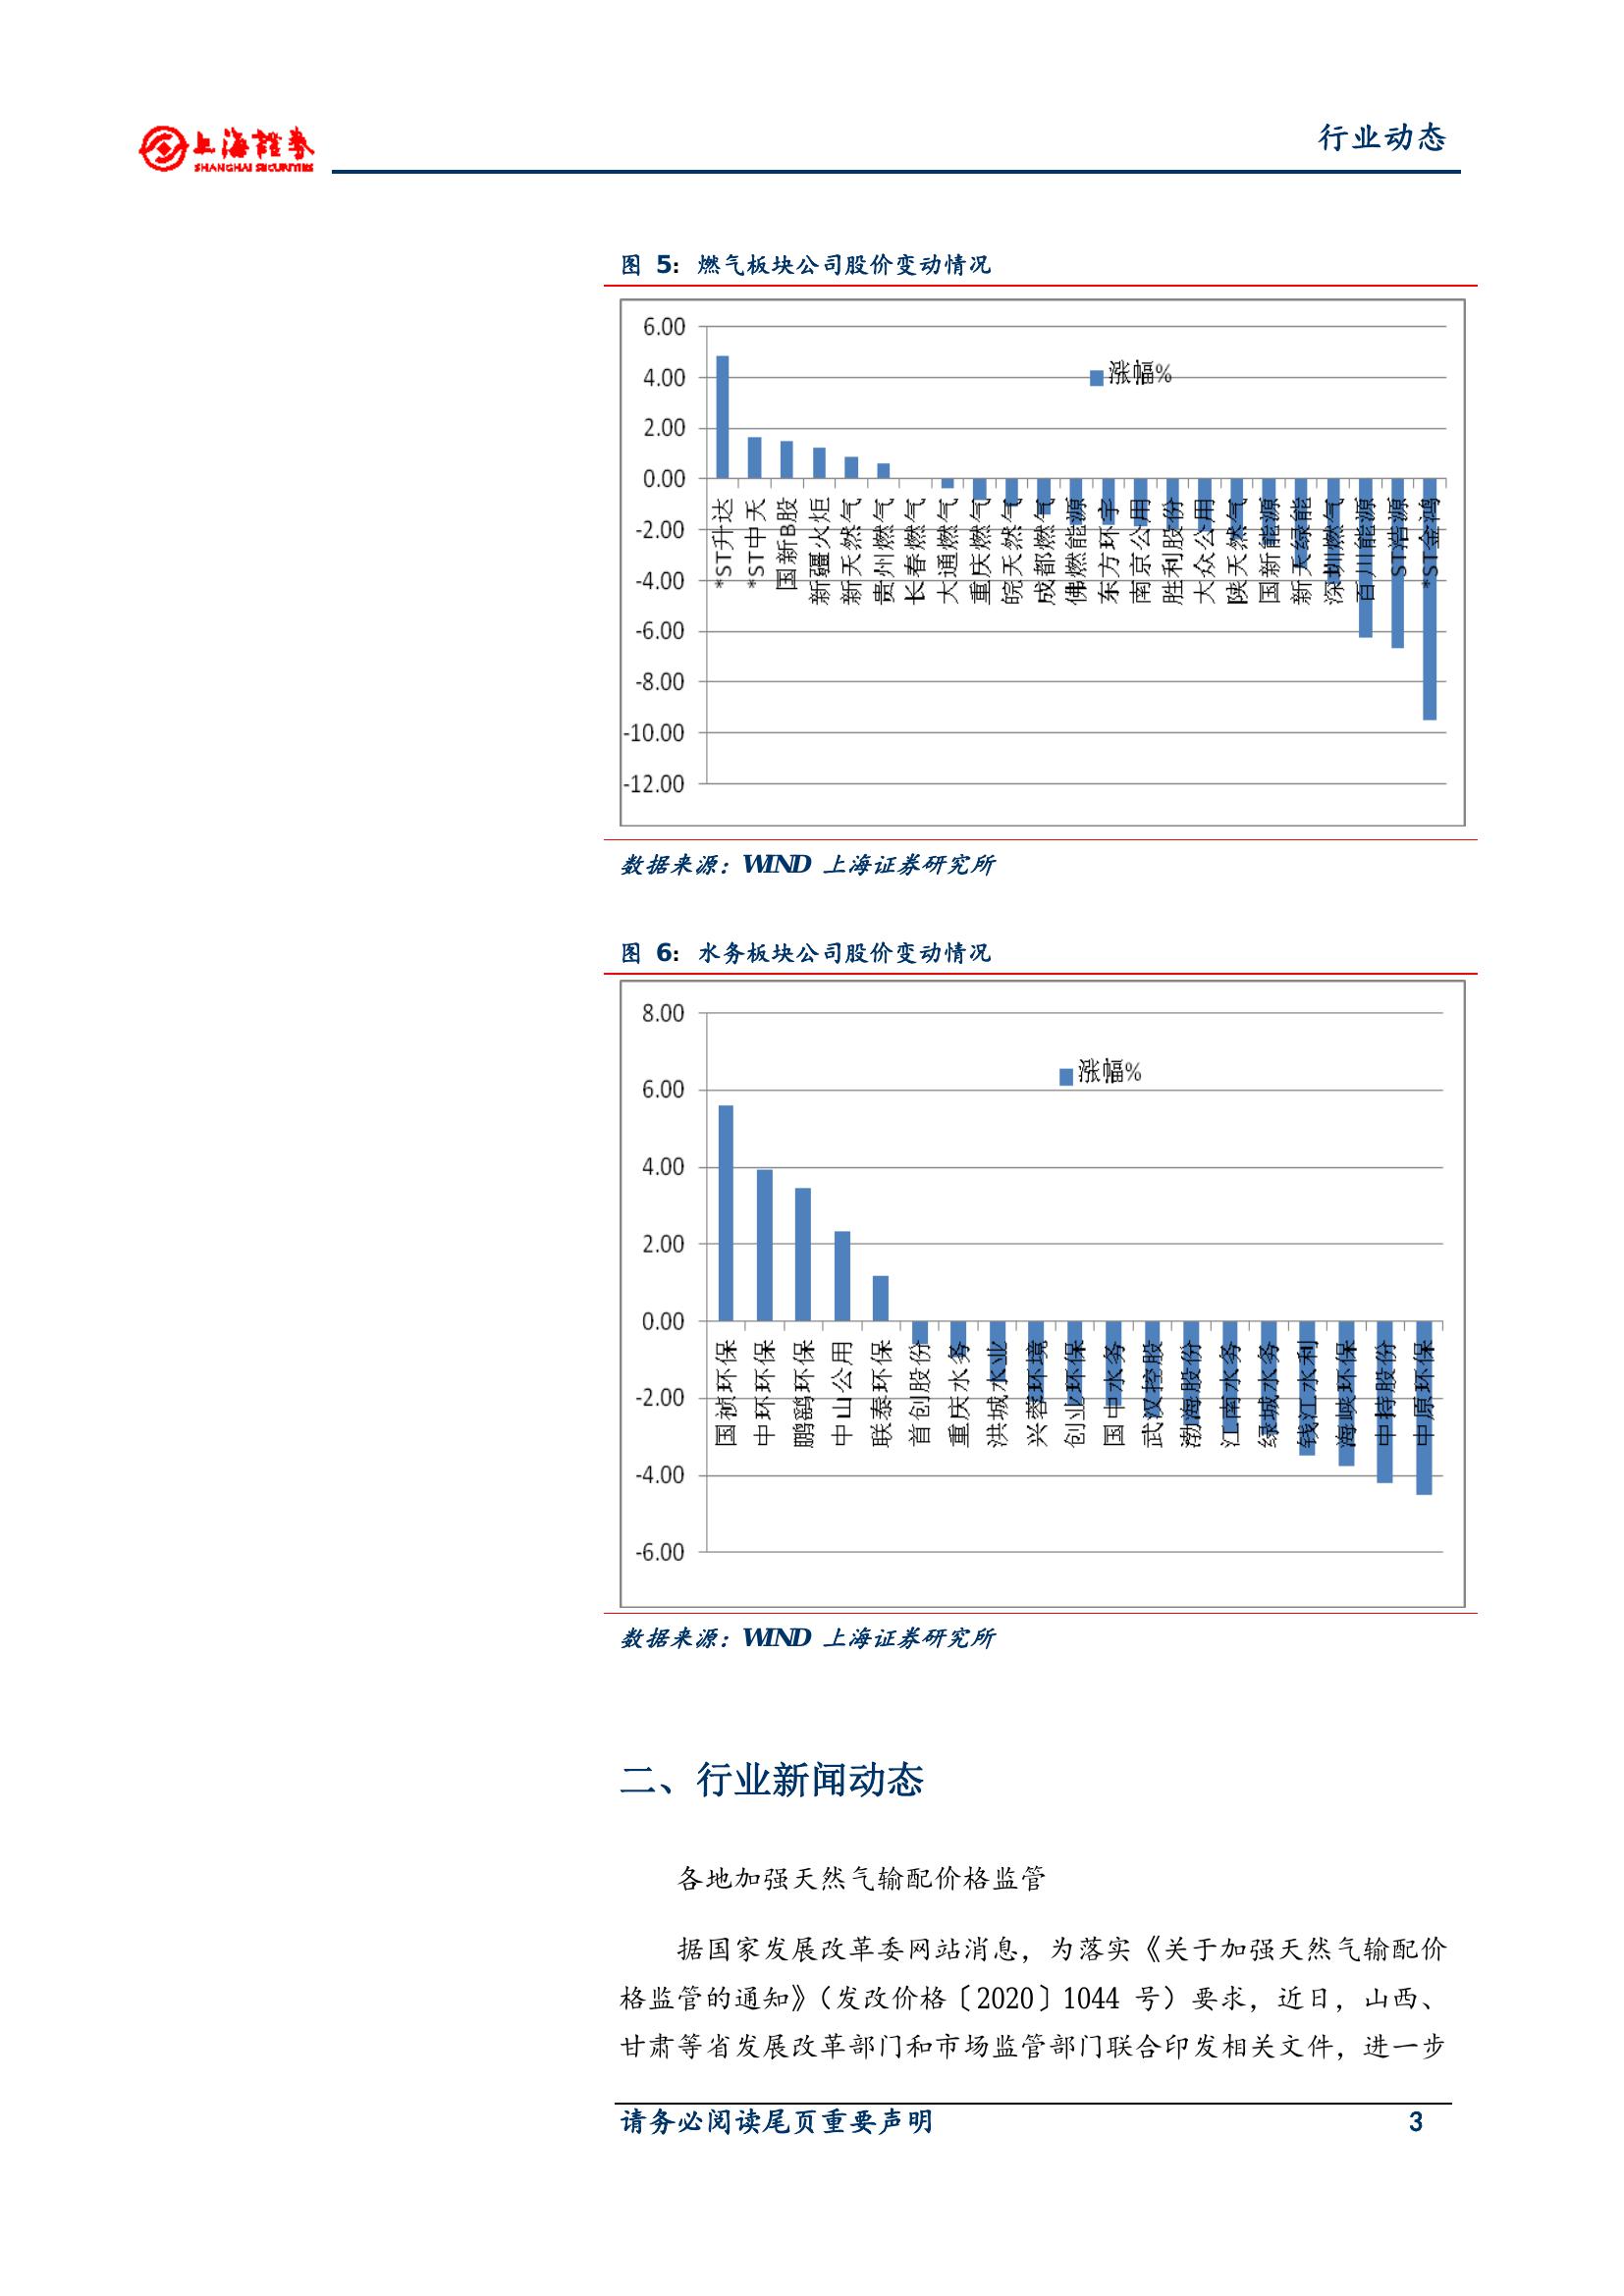 上海證券
SHANGHAI SECURITIES
行业动态
图 5：燃气板块公司股价变动情况
6.00
4.00
2.00
0.00
-2.00
-4.00
-6.00
-8.00
-10.00
-12.00
涨幅%
*ST升达
*ST中天
国新B股
新疆火炬
新天然气
贵州燃气
长春燃气
大通燃气
重庆燃气
皖天然气
成都燃气
佛燃能源
东方环宇
南京公用
胜利股份
大众公用
陕天然气
国新能源
新天绿能
深圳燃气
百川能源
ST浩源
*ST金鸿
数据来源：WIND 上海证券研究所
图 6：水务板块公司股价变动情况
8.00
6.00
4.00
2.00
0.00
-2.00
-4.00
-6.00
涨幅%
国祯环保
中环环保
鹏鹞环保
中山公用
联泰环保
首创股份
重庆水务
洪城水业
兴蓉环境
创业环保
国中水务
武汉控股
渤海股份
江南水务
绿城水务
钱江水利
海峡环保
中持股份
中原环保
数据来源：WIND 上海证券研究所
二、行业新闻动态
各地加强天然气输配价格监管
据国家发展改革委网站消息，为落实《关于加强天然气输配价
格监管的通知》（发改价格〔2020〕1044 号）要求，近日，山西、
甘肃等省发展改革部门和市场监管部门联合印发相关文件，进一步
请务必阅读尾页重要声明
3